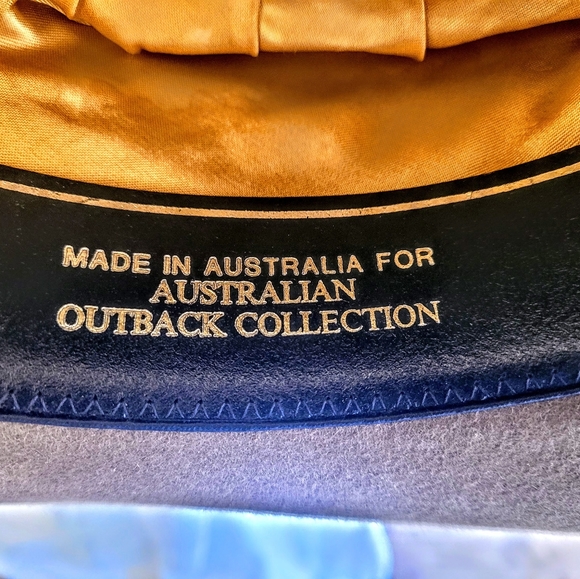 MADE IN AUSTRALIA FOR
AUSTRALIAN
OUTBACK COLLECTION